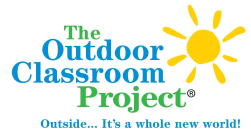 The
Outdoor
Classroom
Project®
Outside... It's a whole new world!